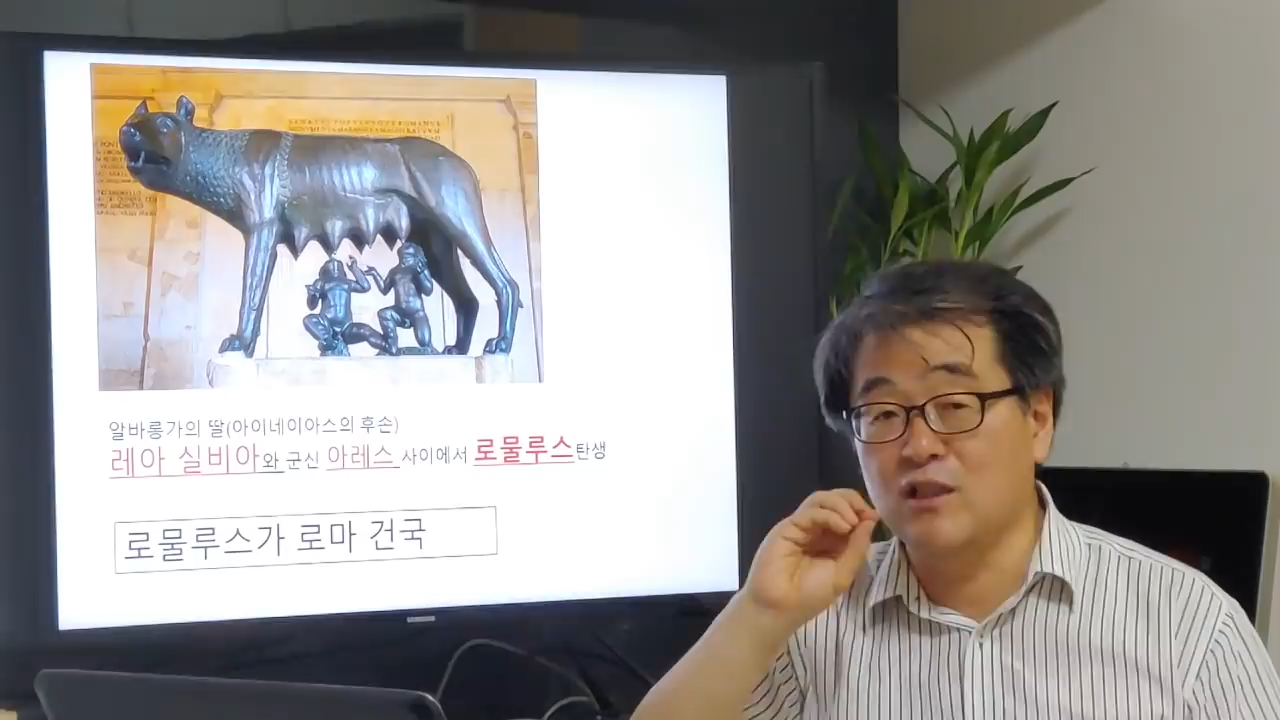 알바롱가의 딸(아이네이아스의 후손)
레아 실비아와 군신 아레스 사이에서 로물루스탄생
로물루스가 로마 건국